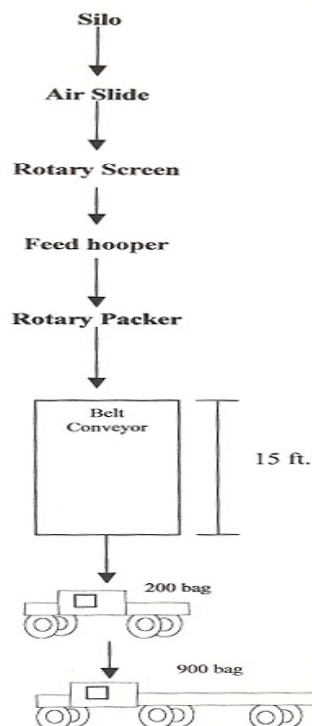 Silo
Air Slide
Rotary Screen
Feed hooper
Rotary Packer
Belt
Conveyor
15 ft.
200 bag
900 bag